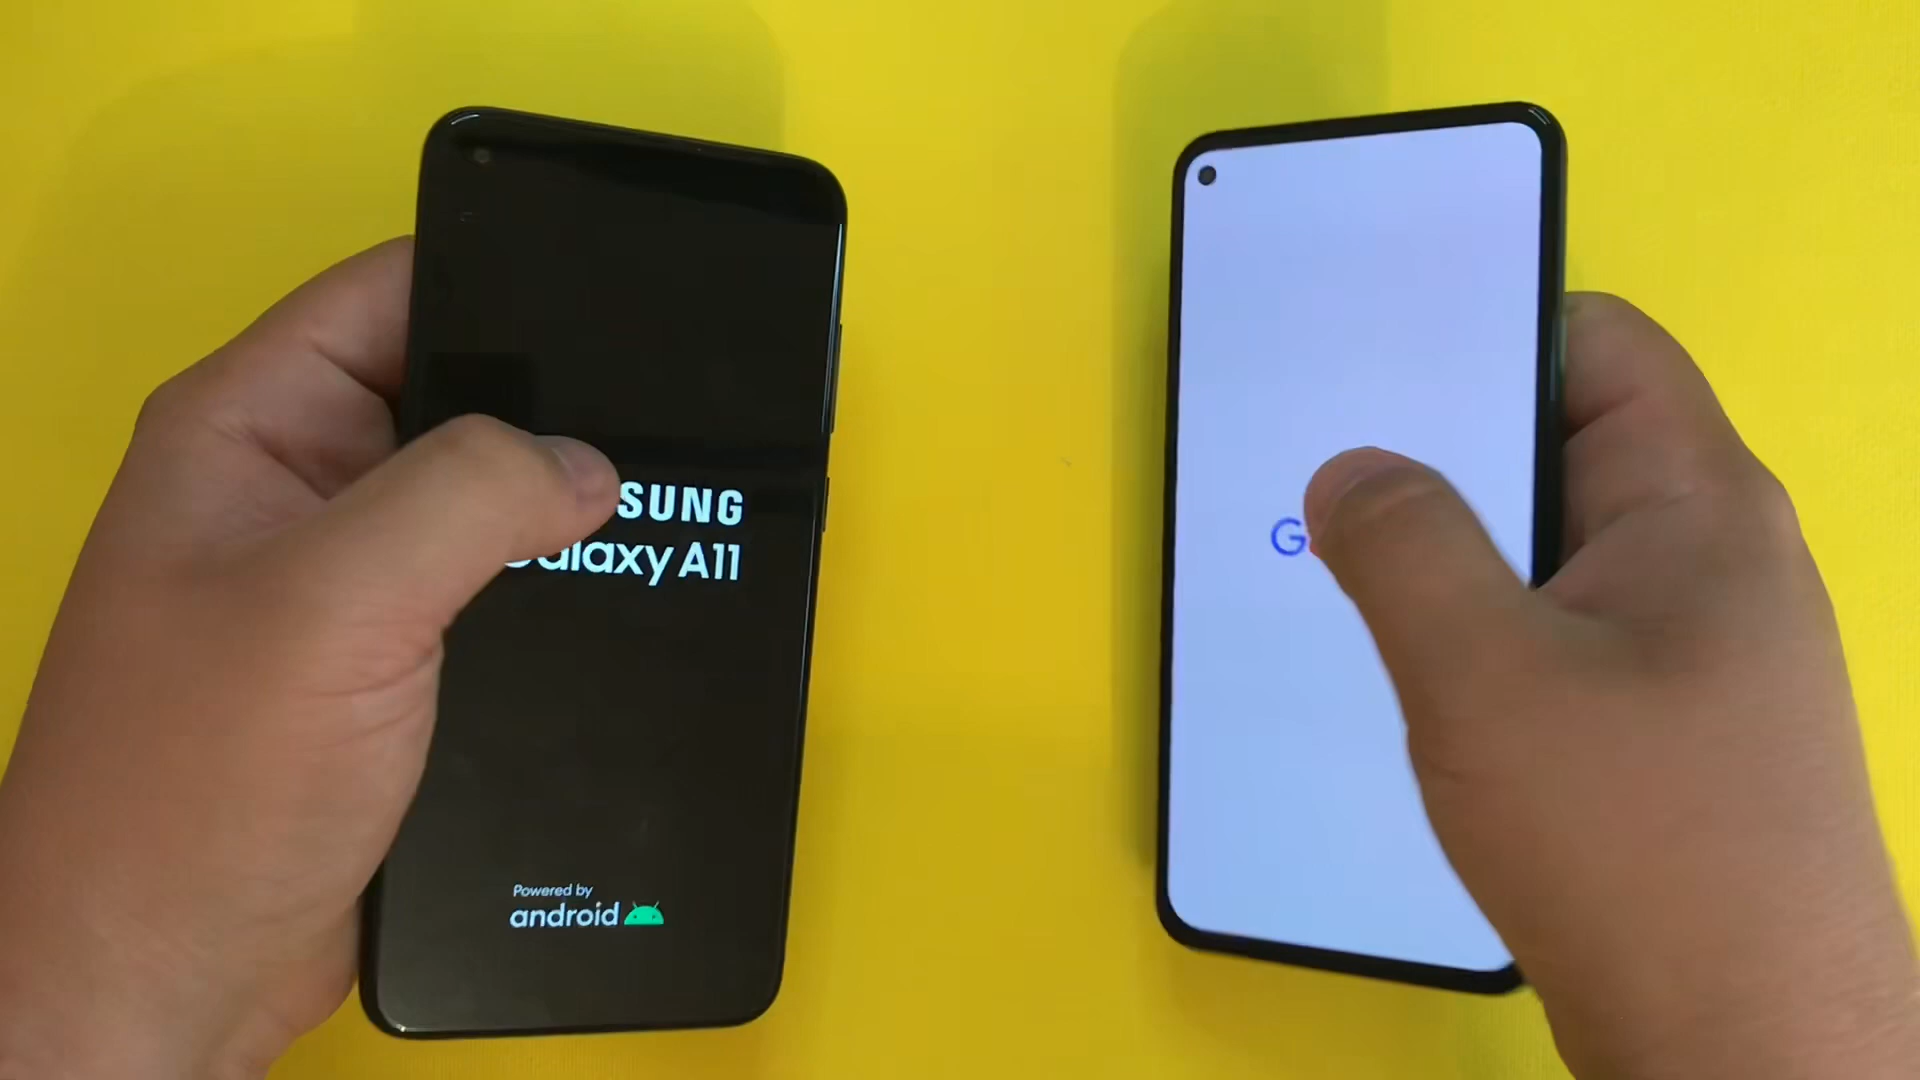 SUNG
Galaxy A11
Powered by
android
G